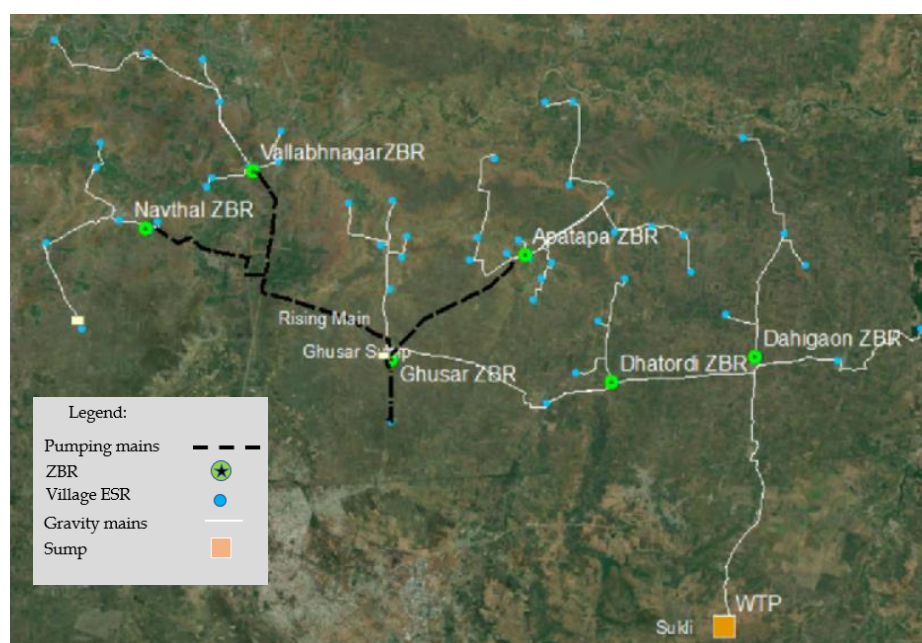 VallabhnagarZBR
Navthal ZBR
Apatapa ZBR
Rising Main
Ghusar Sump
Ghusar ZBR
Dhatordi ZBR
Dahigaon ZBR
Legend:
Pumping mains
ZBR
Village ESR
Gravity mains
Sump
WTP
Sukli